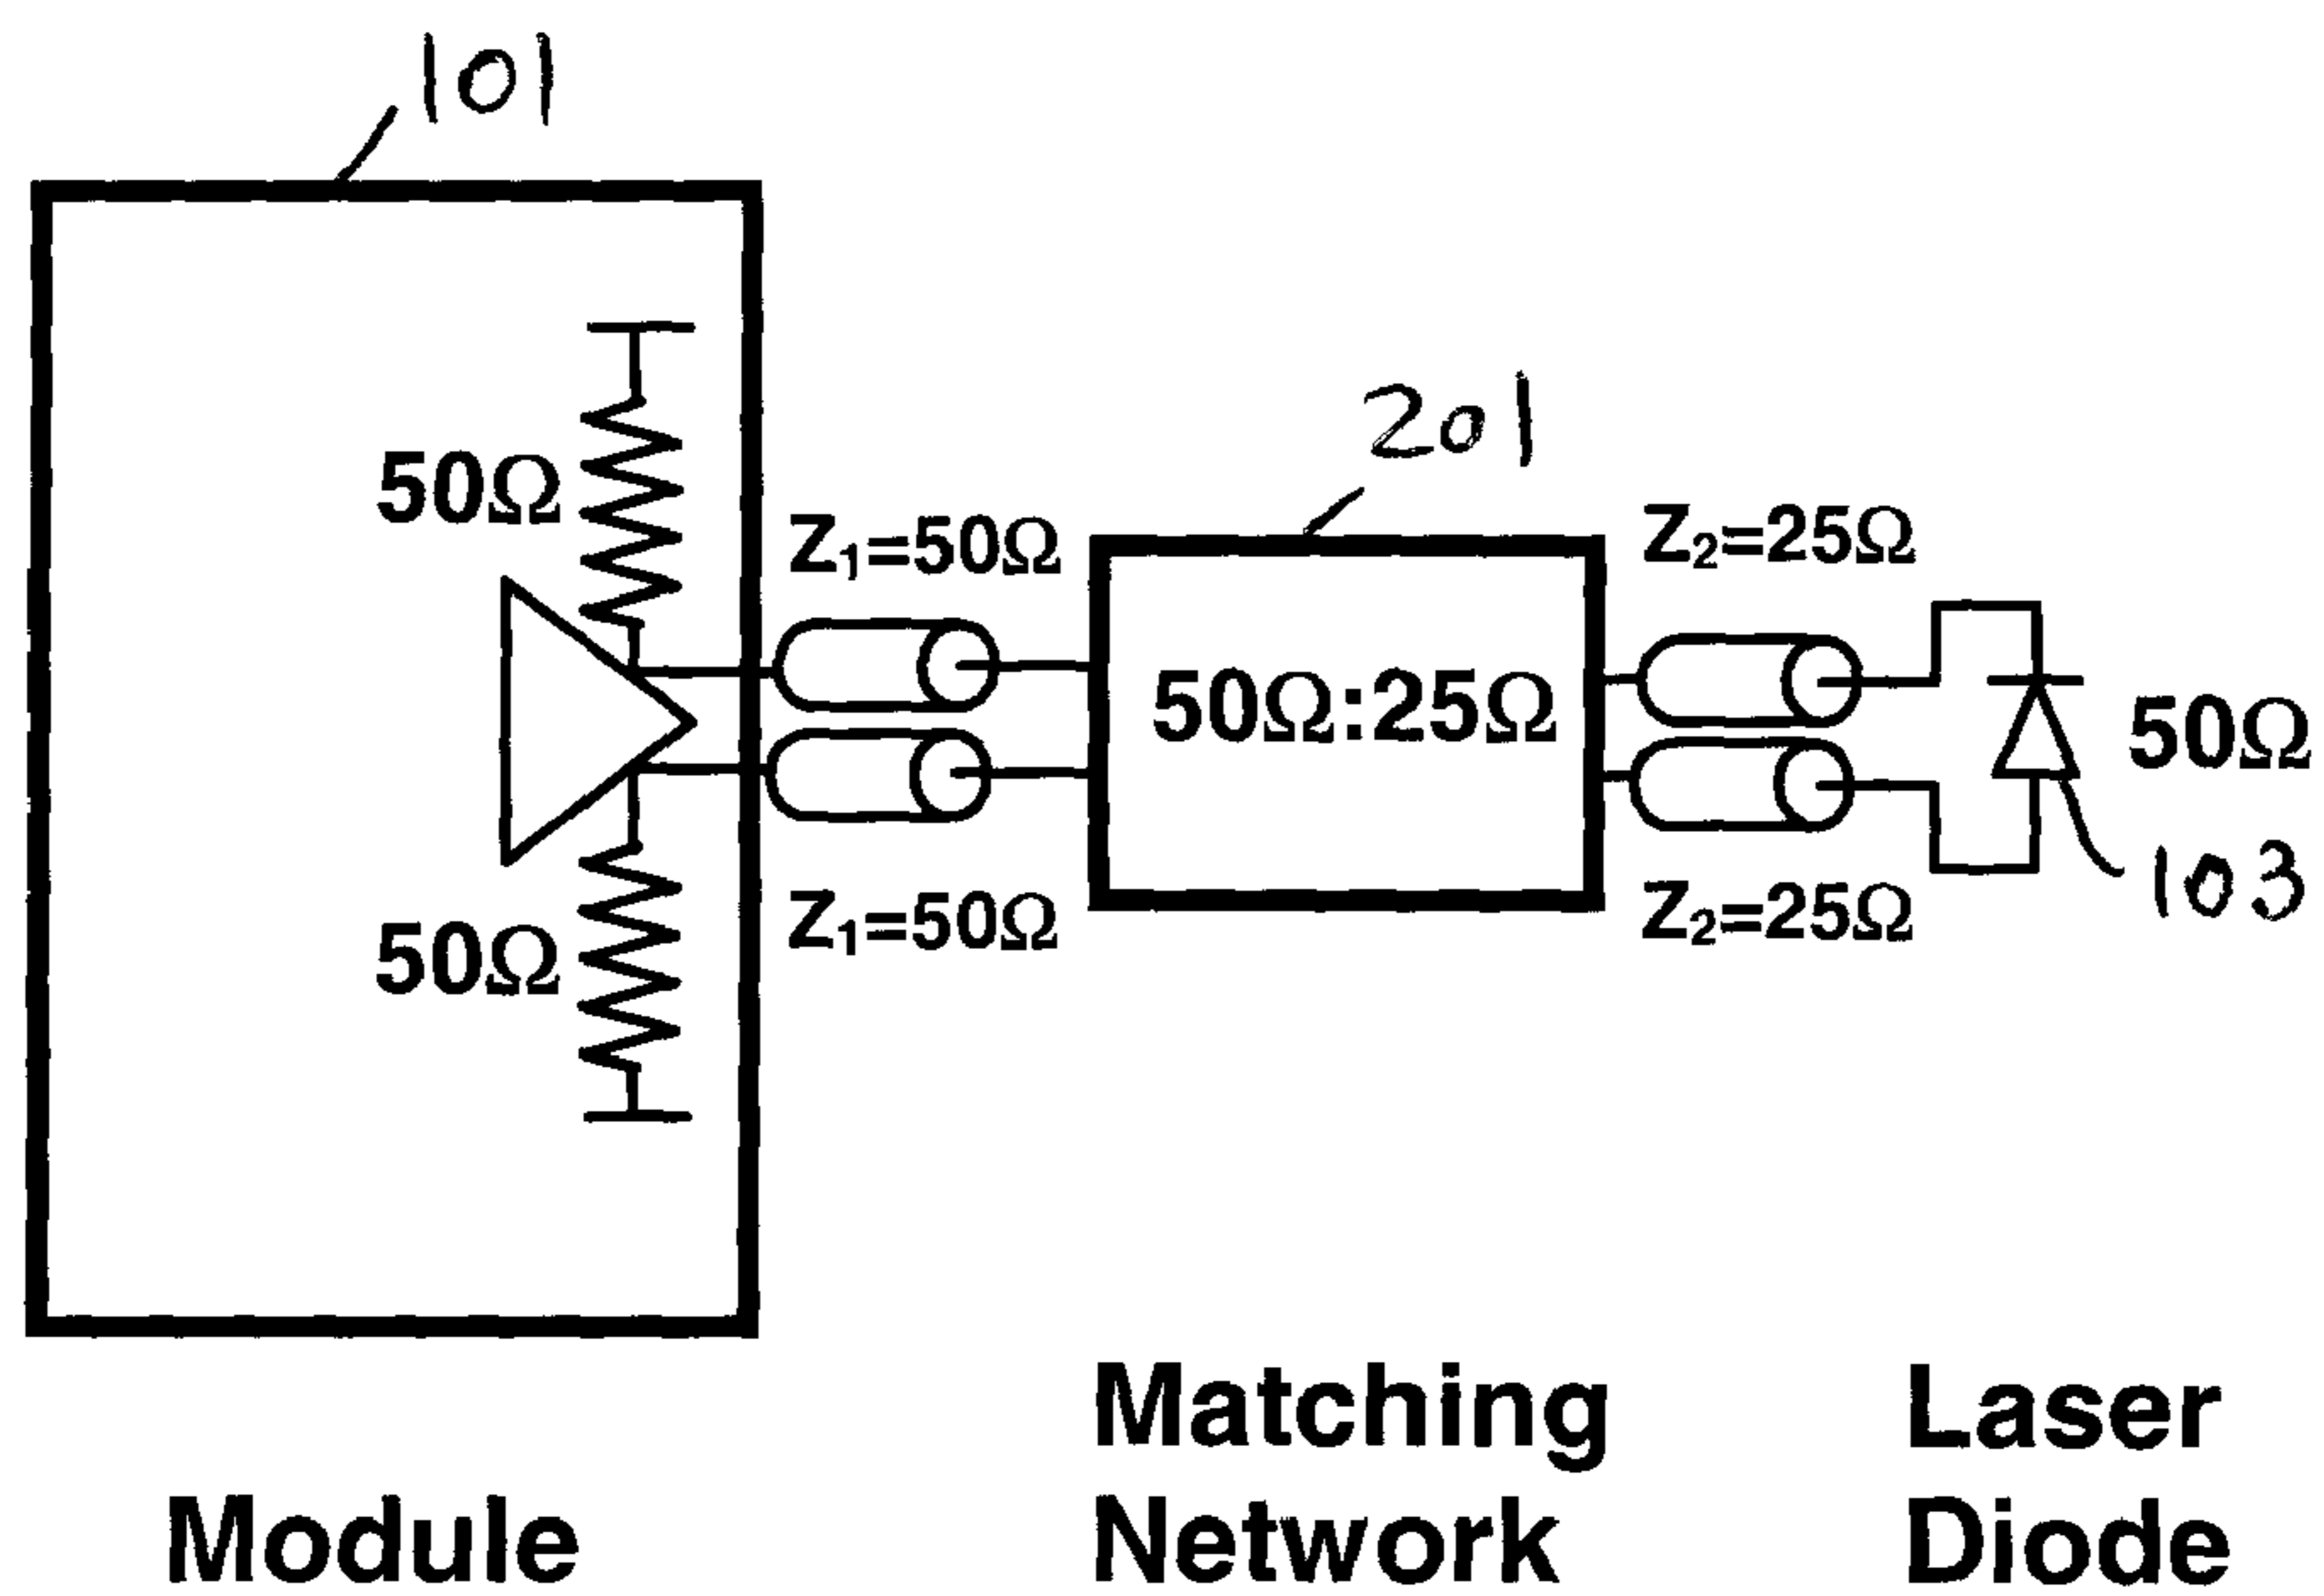 101
201
50Ω
Z₁=50Ω
Z₂=25Ω
50Ω:25Ω
50Ω
103
50Ω
Z₁=50Ω
Z₂=25Ω
Module
Matching
Network
Laser
Diode